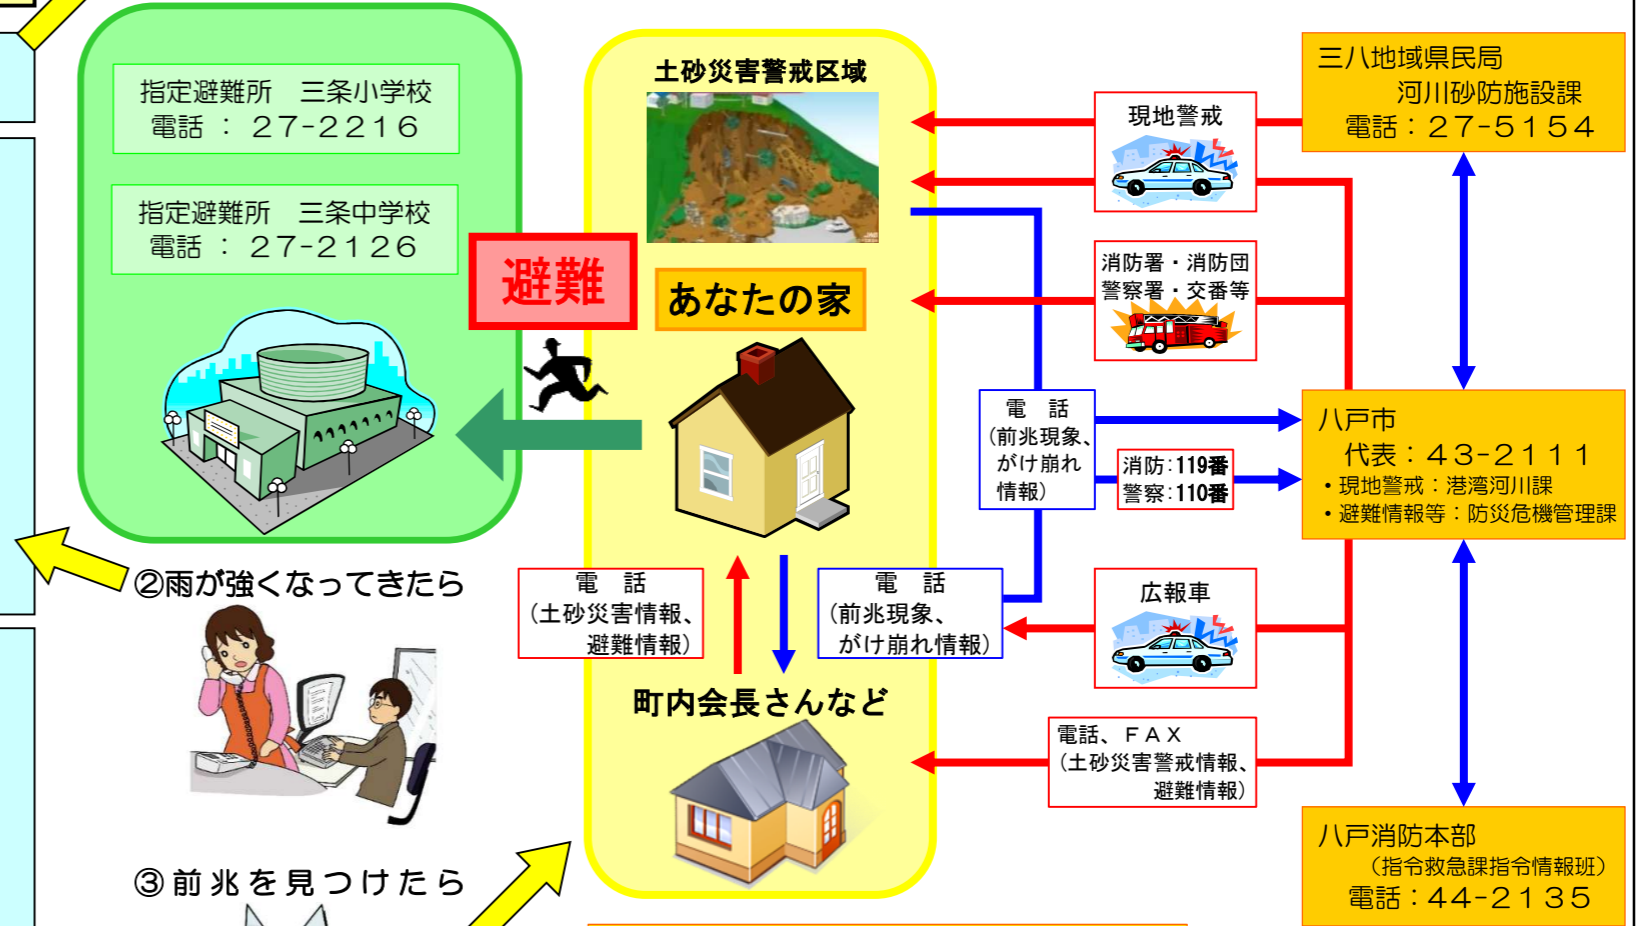 指定避難所　三条小学校
電話 ： ２７-２２１６
指定避難所　三条中学校
電話 ： ２７-２１２６
避難
②雨が強くなってきたら
③前兆を見つけたら
土砂災害警戒区域
あなたの家
電　話
(土砂災害情報、
避難情報)
電　話
(前兆現象、
がけ崩れ情報)
町内会長さんなど
現地警戒
消防署・消防団
警察署・交番等
電　話
(前兆現象、
がけ崩れ
情報)
消防：119番
警察：110番
広報車
電話、ＦＡＸ
(土砂災害警戒情報、
避難情報)
三八地域県民局
河川砂防施設課
電話：２７-５１５４
八戸市
代表：４３-２１１１
・現地警戒：港湾河川課
・避難情報等：防災危機管理課
八戸消防本部
(指令救急課指令情報班)
電話：４４-２１３５